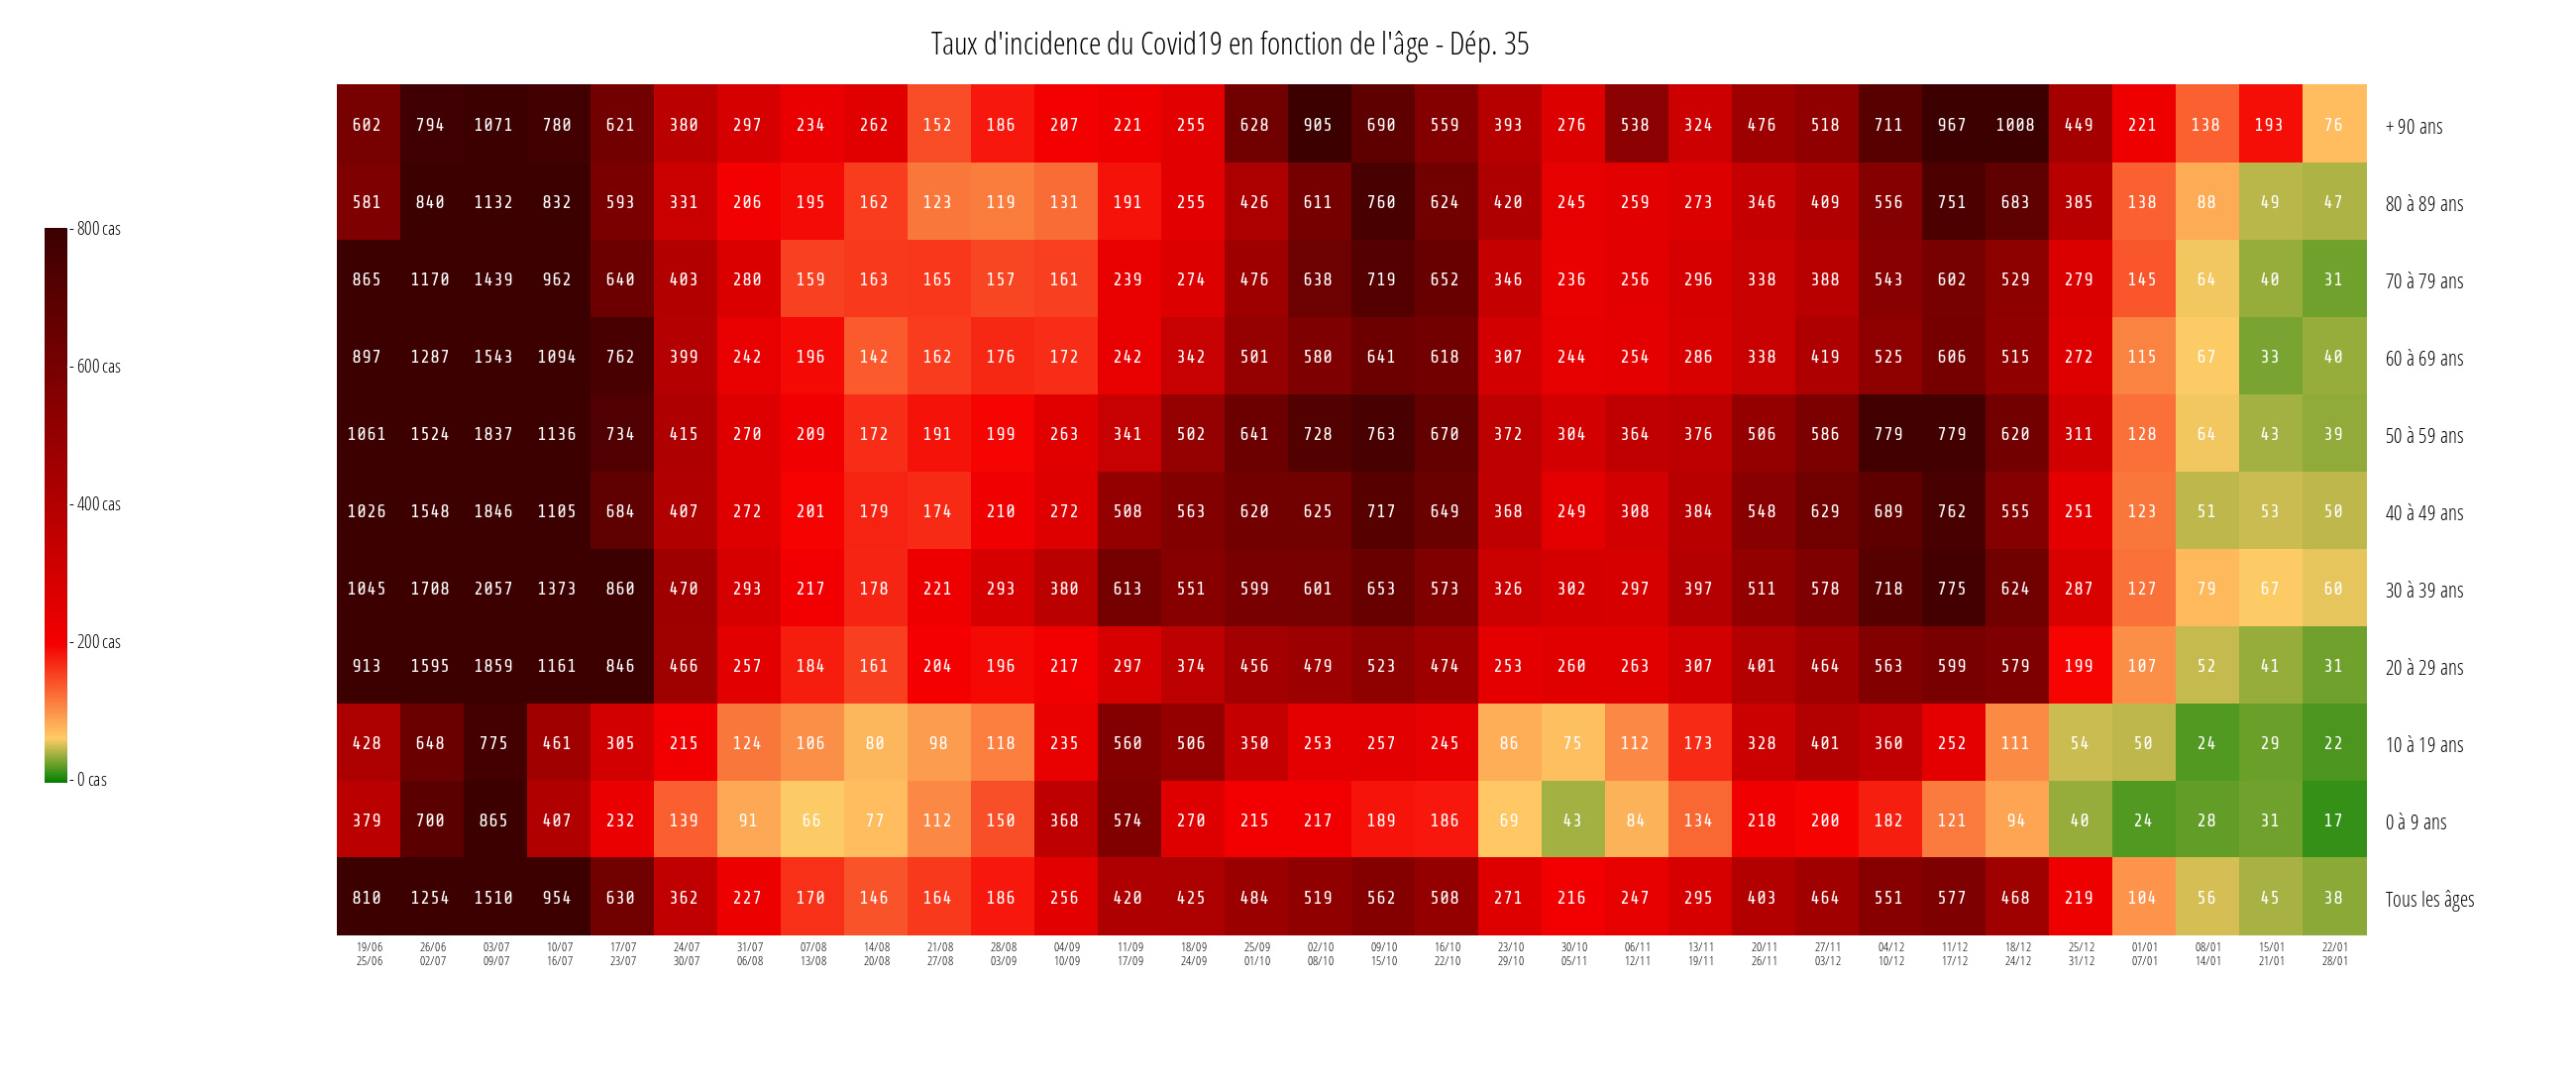 Taux d'incidence du Covid19 en fonction de l'âge - Dép. 35
- 800 cas
- 600 cas
- 400 cas
- 200 cas
- 0 cas
602 794 1071 780 621 380 297 234 262 152 186 207 221 255 628 905 690 559 393 276 538 324 476 518 711 967 1008 449 221 138 193 76 + 90 ans
581 840 1132 832 593 331 206 195 162 123 119 131 191 255 426 611 760 624 420 245 259 273 346 409 556 751 683 385 138 88 49 47 80 à 89 ans
865 1170 1439 962 640 403 280 159 163 165 157 161 239 274 476 638 719 652 346 236 256 296 338 388 543 602 529 279 145 64 40 31 70 à 79 ans
897 1287 1543 1094 762 399 242 196 142 162 176 172 242 342 501 580 641 618 307 244 254 286 338 419 525 606 515 272 115 67 33 40 60 à 69 ans
1061 1524 1837 1136 734 415 270 209 172 191 199 263 341 502 641 728 763 670 372 304 364 376 506 586 779 779 620 311 128 64 43 39 50 à 59 ans
1026 1548 1846 1105 684 407 272 201 179 174 210 272 508 563 620 625 717 649 368 249 308 384 548 629 689 762 555 251 123 51 53 50 40 à 49 ans
1045 1708 2057 1373 860 470 293 217 178 221 293 380 613 551 599 601 653 573 326 302 297 397 511 578 718 775 624 287 127 79 67 60 30 à 39 ans
913 1595 1859 1161 846 466 257 184 161 204 196 217 297 374 456 479 523 474 253 260 263 307 401 464 563 599 579 199 107 52 41 31 20 à 29 ans
428 648 775 461 305 215 124 106 80 98 118 235 560 506 350 253 257 245 86 75 112 173 328 401 360 252 111 54 50 24 29 22 10 à 19 ans
379 700 865 407 232 139 91 66 77 112 150 368 574 270 215 217 189 186 69 43 84 134 218 200 182 121 94 40 24 28 31 17 0 à 9 ans
810 1254 1510 954 630 362 227 170 146 164 186 256 420 425 484 519 562 508 271 216 247 295 403 464 551 577 468 219 104 56 45 38 Tous les âges
19/06 26/06 03/07 10/07 17/07 24/07 31/07 07/08 14/08 21/08 28/08 04/09 11/09 18/09 25/09 02/10 09/10 16/10 23/10 30/10 06/11 13/11 20/11 27/11 04/12 11/12 18/12 25/12 01/01 08/01 15/01 22/01
25/06 02/07 09/07 16/07 23/07 30/07 06/08 13/08 20/08 27/08 03/09 10/09 17/09 24/09 01/10 08/10 15/10 22/10 29/10 05/11 12/11 19/11 26/11 03/12 10/12 17/12 24/12 31/12 07/01 14/01 21/01 28/01